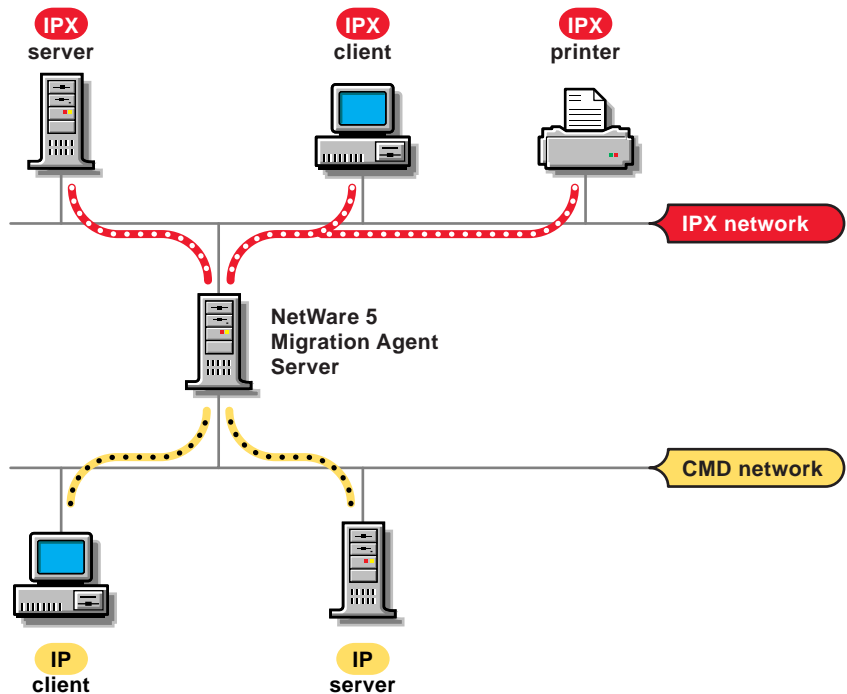 IPX
server
IPX
client
IPX
printer
IPX network
NetWare 5
Migration Agent
Server
CMD network
IP
client
IP
server